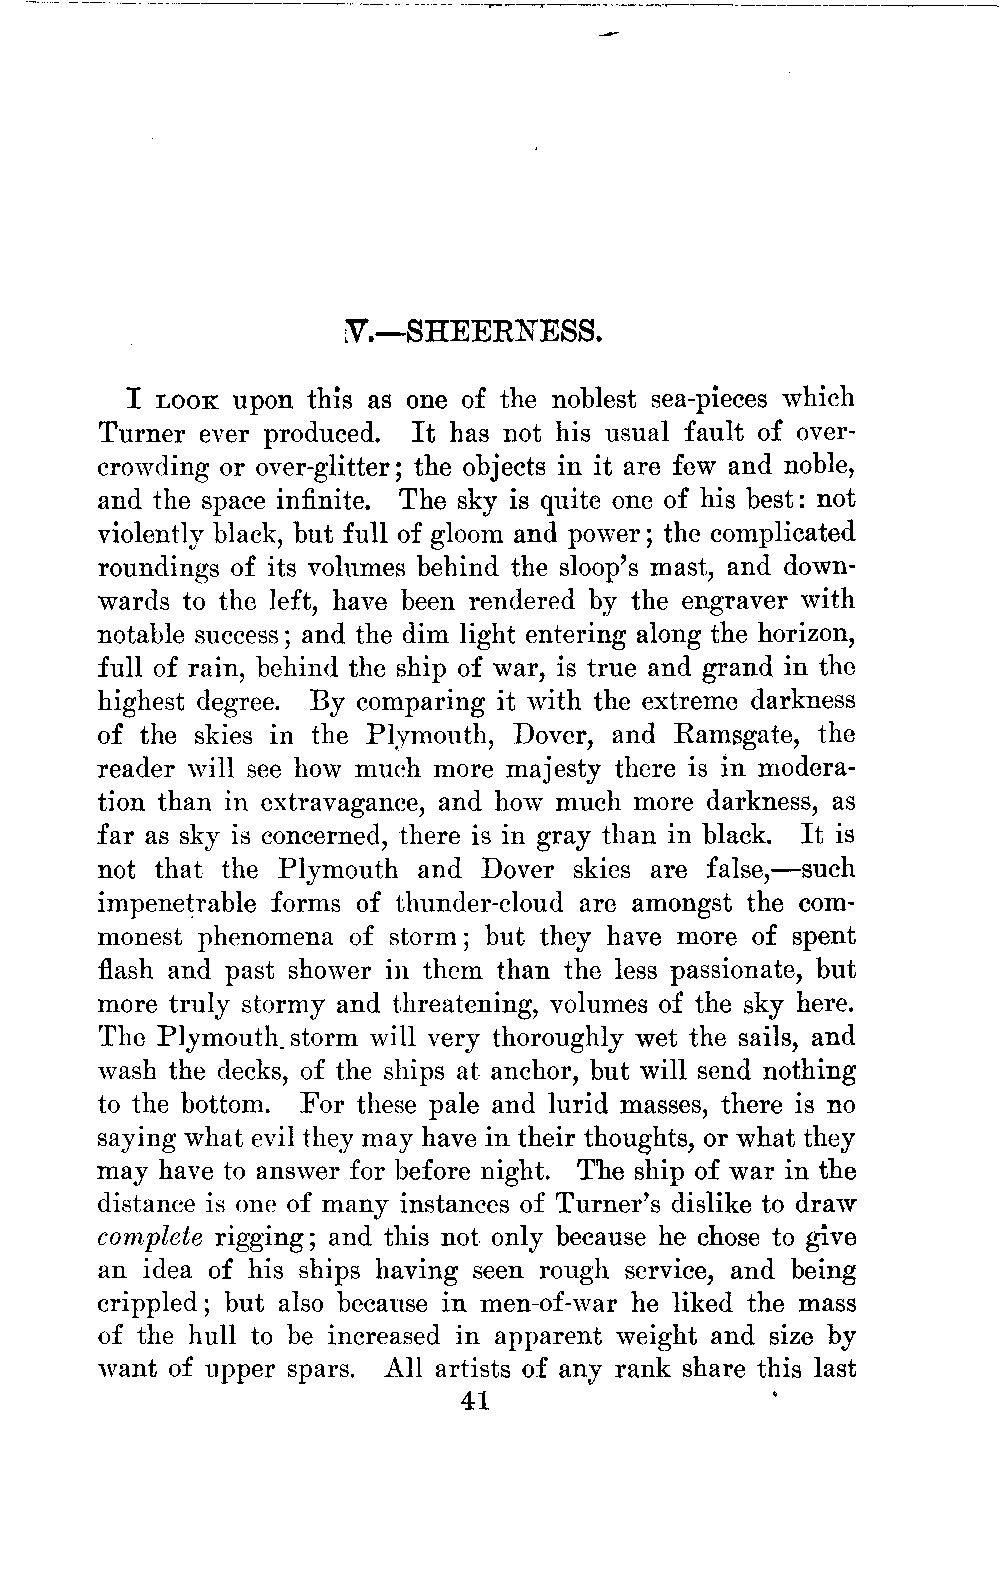 V.—SHEERNESS.
I LOOK upon this as one of the noblest sea-pieces which
Turner ever produced. It has not his usual fault of over-
crowding or over-glitter; the objects in it are few and noble,
and the space infinite. The sky is quite one of his best: not
violently black, but full of gloom and power; the complicated
roundings of its volumes behind the sloop's mast, and down-
wards to the left, have been rendered by the engraver with
notable success; and the dim light entering along the horizon,
full of rain, behind the ship of war, is true and grand in the
highest degree. By comparing it with the extreme darkness
of the skies in the Plymouth, Dover, and Ramsgate, the
reader will see how much more majesty there is in modera-
tion than in extravagance, and how much more darkness, as
far as sky is concerned, there is in gray than in black. It is
not that the Plymouth and Dover skies are false,—such
impenetrable forms of thunder-cloud are amongst the com-
monest phenomena of storm; but they have more of spent
flash and past shower in them than the less passionate, but
more truly stormy and threatening, volumes of the sky here.
The Plymouth storm will very thoroughly wet the sails, and
wash the decks, of the ships at anchor, but will send nothing
to the bottom. For these pale and lurid masses, there is no
saying what evil they may have in their thoughts, or what they
may have to answer for before night. The ship of war in the
distance is one of many instances of Turner's dislike to draw
complete rigging; and this not only because he chose to give
an idea of his ships having seen rough service, and being
crippled; but also because in men-of-war he liked the mass
of the hull to be increased in apparent weight and size by
want of upper spars. All artists of any rank share this last
41